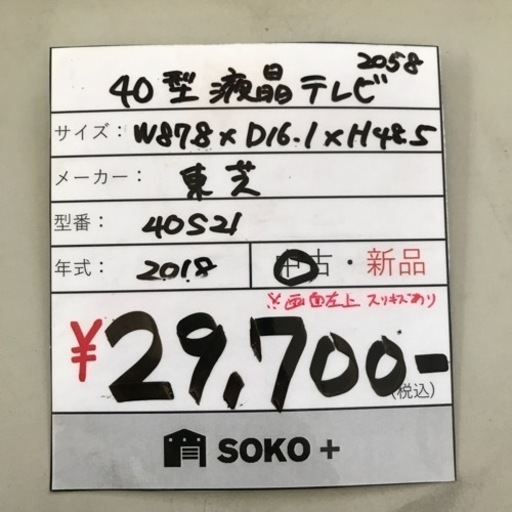 2058
40型 液晶テレビ
サイズ: W87.8×D16.1×H48.5
メーカー: 東芝
型番: 40S21
年式: 2018 中古・新品
※画面左上 スリキズあり
¥29,700-
(税込)
SOKO+